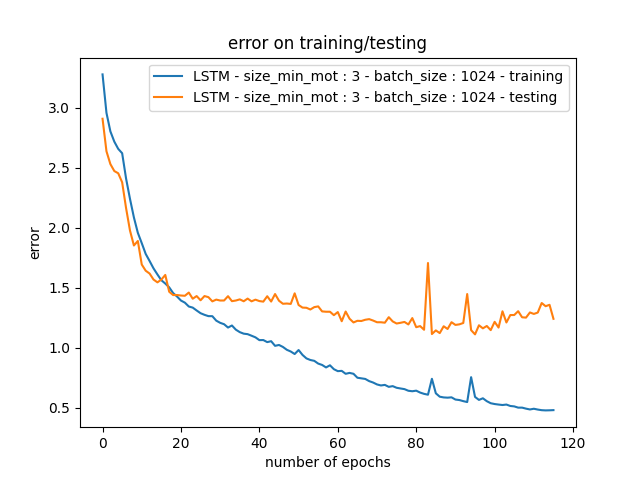 error on training/testing
LSTM - size_min_mot : 3 - batch_size : 1024 - training
LSTM - size_min_mot : 3 - batch_size : 1024 - testing
error
3.0
2.5
2.0
1.5
1.0
0.5
0 20 40 60 80 100 120
number of epochs